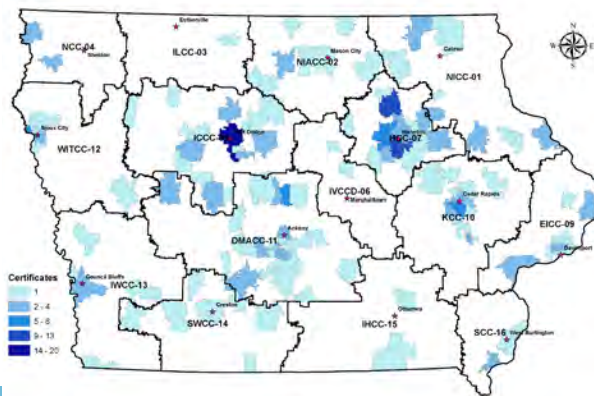 Estherville
NCC-04
Sheldon
ILCC-03
Mason City
NIACC-02
Calmar
NICC-01
N
W
E
S
Sioux City
WITCC-12
ICCC
Dodge
HCC-07
Waterloo
IVCCD-06
Marshalltown
Cedar Rapids
KCC-10
EICC-09
Davenport
DMACC-11
Ankeny
Certificates
1
2 - 4
5 - 8
9 - 13
14 - 20
Council Bluffs
IWCC-13
Creston
SWCC-14
Ottumwa
IHCC-15
SCC-16
West Burlington